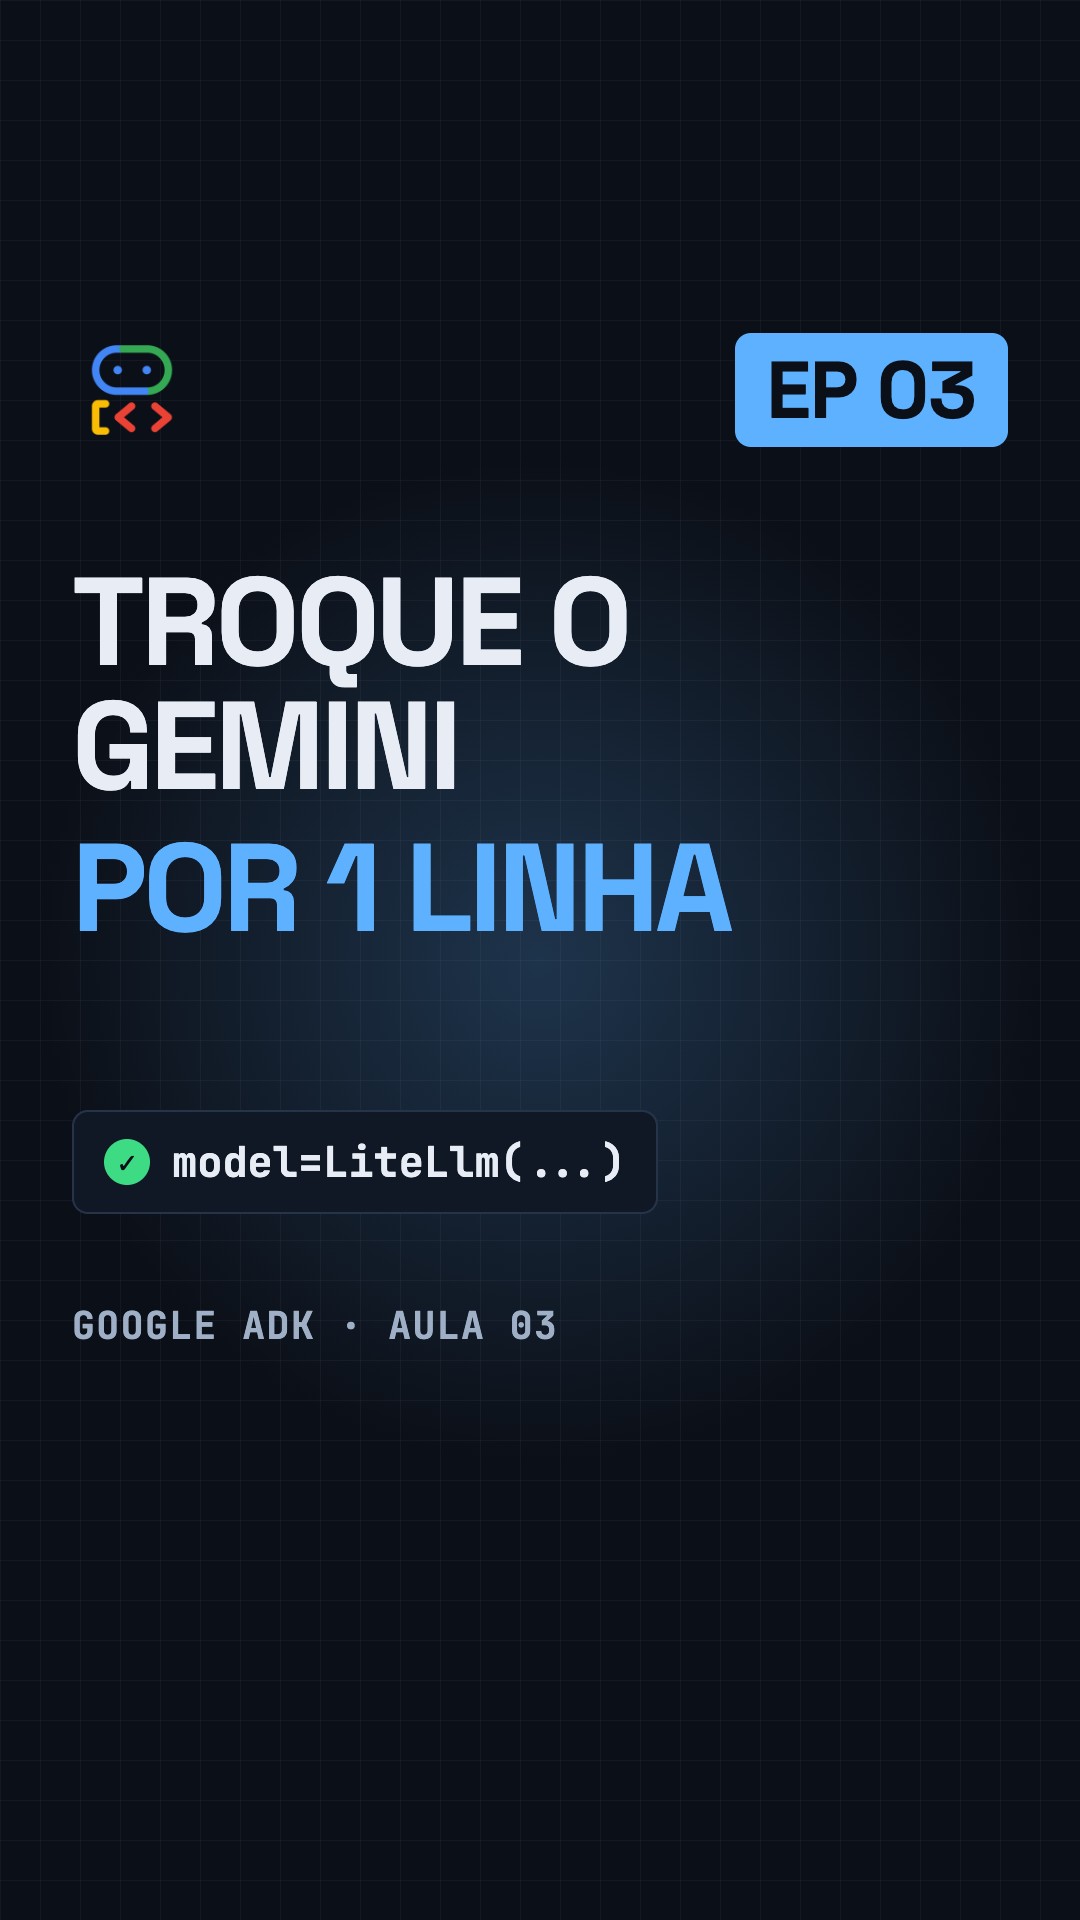 EP 03
TROQUE O
GEMINI
POR 1 LINHA
✓ model=LiteLlm(...)
GOOGLE ADK · AULA 03